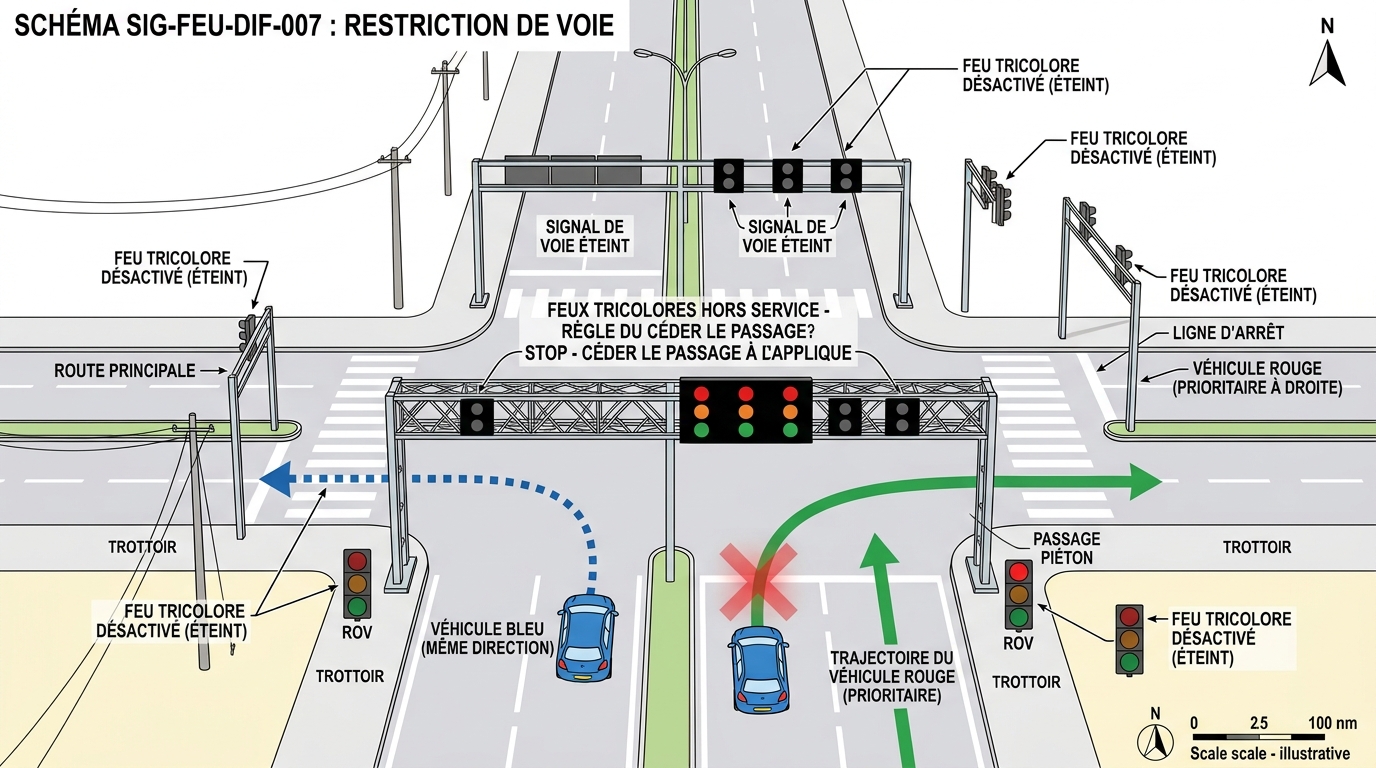 SCHÉMA SIG-FEU-DIF-007 : RESTRICTION DE VOIE
N
FEU TRICOLORE
DÉSACTIVÉ (ÉTEINT)
FEU TRICOLORE
DÉSACTIVÉ (ÉTEINT)
SIGNAL DE
VOIE ÉTEINT
SIGNAL DE
VOIE ÉTEINT
FEU TRICOLORE
DÉSACTIVÉ (ÉTEINT)
FEU TRICOLORE
DÉSACTIVÉ (ÉTEINT)
FEUX TRICOLORES HORS SERVICE -
RÈGLE DU CÉDER LE PASSAGE?
STOP - CÉDER LE PASSAGE À L'APPLIQUE
LIGNE D'ARRÊT
ROUTE PRINCIPALE
VÉHICULE ROUGE
(PRIORITAIRE À DROITE)
TROTTOIR
PASSAGE
PIÉTON
TROTTOIR
FEU TRICOLORE
DÉSACTIVÉ (ÉTEINT)
ROV
VÉHICULE BLEU
(MÊME DIRECTION)
ROV
FEU TRICOLORE
DÉSACTIVÉ
(ÉTEINT)
TROTTOIR
TRAJECTOIRE DU
VÉHICULE ROUGE
(PRIORITAIRE)
TROTTOIR
N
0 25 100 nm
Scale scale - illustrative